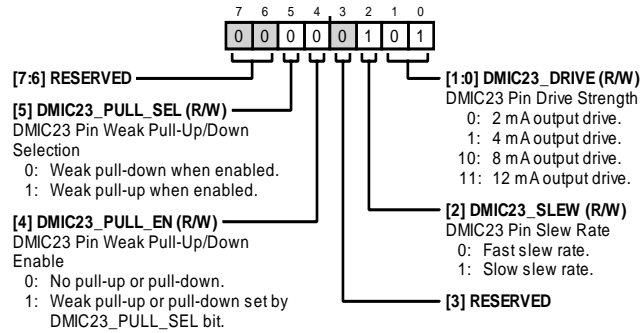 7 6 5 4 3 2 1 0
0 0 0 0 0 1 0 1
[7:6] RESERVED
[5] DMIC23_PULL_SEL (R/W)
DMIC23 Pin Weak Pull-Up/Down
Selection
0: Weak pull-down when enabled.
1: Weak pull-up when enabled.
[4] DMIC23_PULL_EN (R/W)
DMIC23 Pin Weak Pull-Up/Down
Enable
0: No pull-up or pull-down.
1: Weak pull-up or pull-down set by
DMIC23_PULL_SEL bit.
[1:0] DMIC23_DRIVE (R/W)
DMIC23 Pin Drive Strength
0: 2 mA output drive.
1: 4 mA output drive.
10: 8 mA output drive.
11: 12 mA output drive.
[2] DMIC23_SLEW (R/W)
DMIC23 Pin Slew Rate
0: Fast slew rate.
1: Slow slew rate.
[3] RESERVED